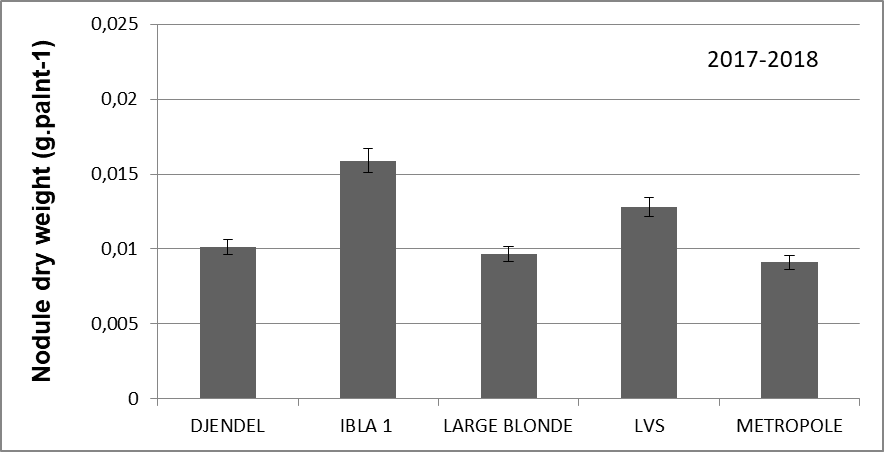 Nodule dry weight (g.palnt-1)
0,025
0,02
0,015
0,01
0,005
0
2017-2018
DJENDEL
IBLA 1
LARGE BLONDE
LVS
METROPOLE